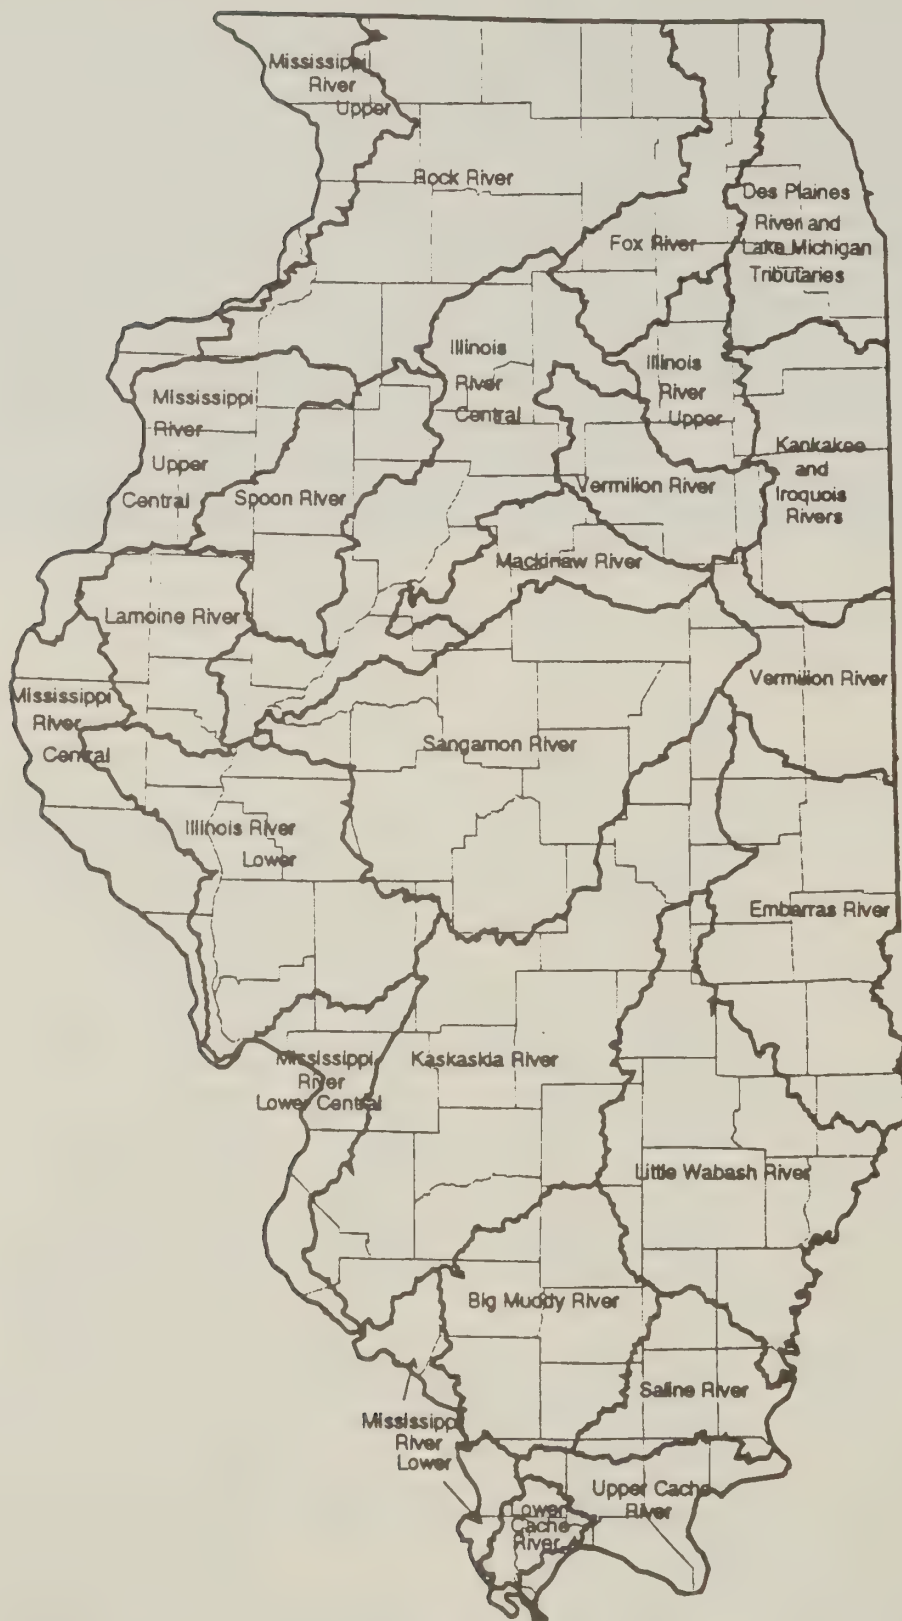 Mississippi
River
Upper
Rock River
Des Plaines
River and
Lake Michigan
Tributaries
Fox River
Illinois
River
Central
Illinois
River
Upper
Mississippi
River
Upper
Central
Spoon River
Vermilion River
Kankakee
and
Iroquois
Rivers
Mackinaw River
Lamoine River
Vermilion River
Mississippi
River
Central
Sangamon River
Illinois River
Lower
Embarras River
Mississippi
River
Lower Central
Kaskaskia River
Little Wabash River
Big Muddy River
Saline River
Mississippi
River
Lower
Upper Cache
River
Lower
Cache
River